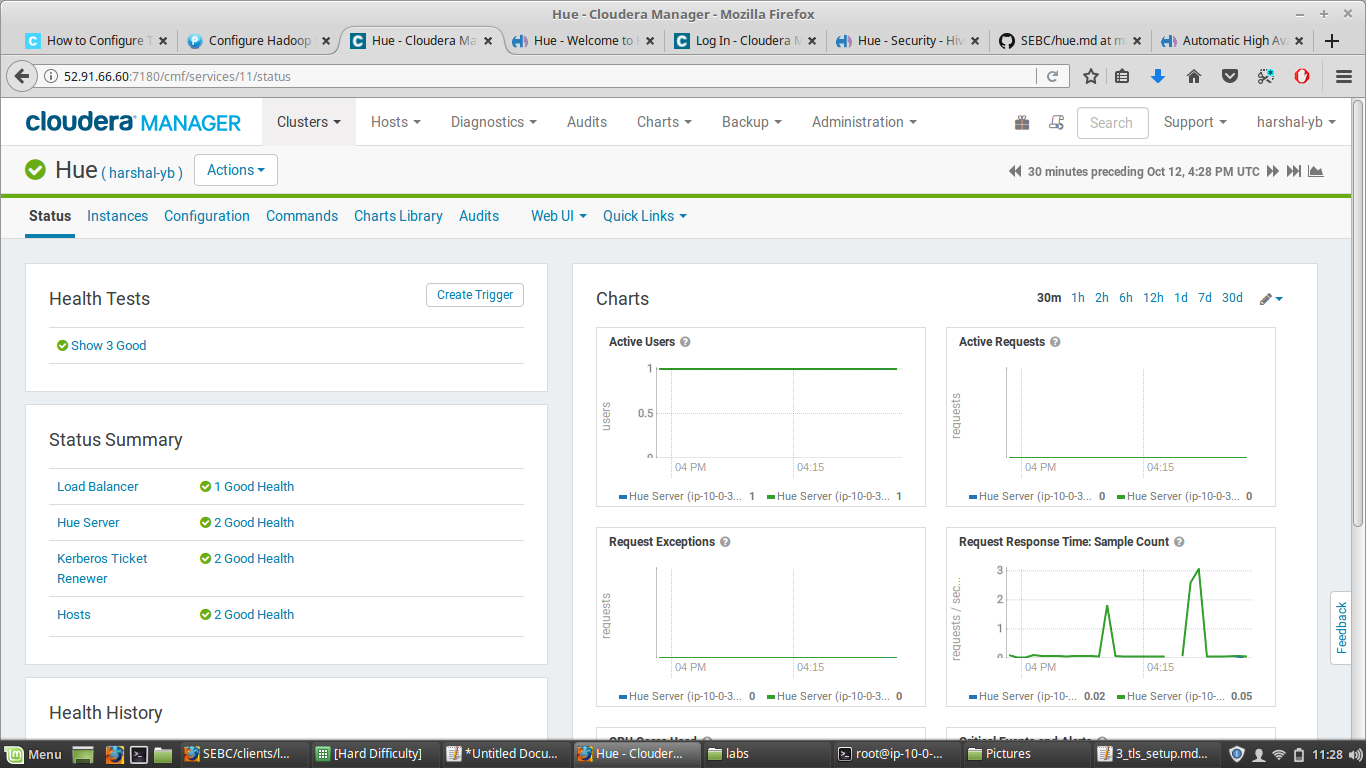 Hue - Cloudera Manager - Mozilla Firefox
How to Configure T
Configure Hadoop
Hue - Cloudera Ma
Hue - Welcome to
Log In - Cloudera M
Hue - Security - Hiv
SEBC/hue.md at m
Automatic High Ava
52.91.66.60:7180/cmf/services/11/status
cloudera MANAGER
Clusters
Hosts
Diagnostics
Audits
Charts
Backup
Administration
Search
Support
harshal-yb
Hue ( harshal-yb )
Actions
30 minutes preceding Oct 12, 4:28 PM UTC
Status
Instances
Configuration
Commands
Charts Library
Audits
Web UI
Quick Links
Health Tests
Create Trigger
Show 3 Good
Status Summary
Load Balancer
1 Good Health
Hue Server
2 Good Health
Kerberos Ticket
Renewer
2 Good Health
Hosts
2 Good Health
Health History
Charts
30m 1h 2h 6h 12h 1d 7d 30d
Active Users
users
1
0.5
0
04 PM
04:15
Hue Server (ip-10-0-3... 1
Hue Server (ip-10-0-3... 1
Active Requests
requests
04 PM
04:15
Hue Server (ip-10-0-3... 0
Hue Server (ip-10-0-3... 0
Request Exceptions
requests
04 PM
04:15
Hue Server (ip-10-0-3... 0
Hue Server (ip-10-0-3... 0
Request Response Time: Sample Count
requests / sec...
3
2
1
0
04 PM
04:15
Hue Server (ip-10-... 0.02
Hue Server (ip-10-... 0.05
Critical Events and Alerts
Feedback
Menu
SEBC/clients/l...
[Hard Difficulty]
*Untitled Docu...
Hue - Clouder...
labs
root@ip-10-0-...
Pictures
3_tls_setup.md...
11:28